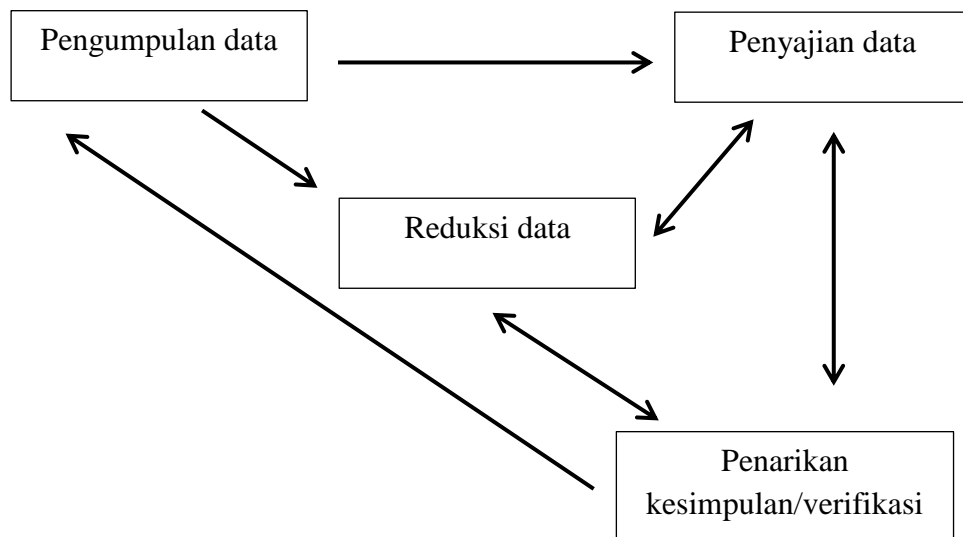 Pengumpulan data
Penyajian data
Reduksi data
Penarikan
kesimpulan/verifikasi